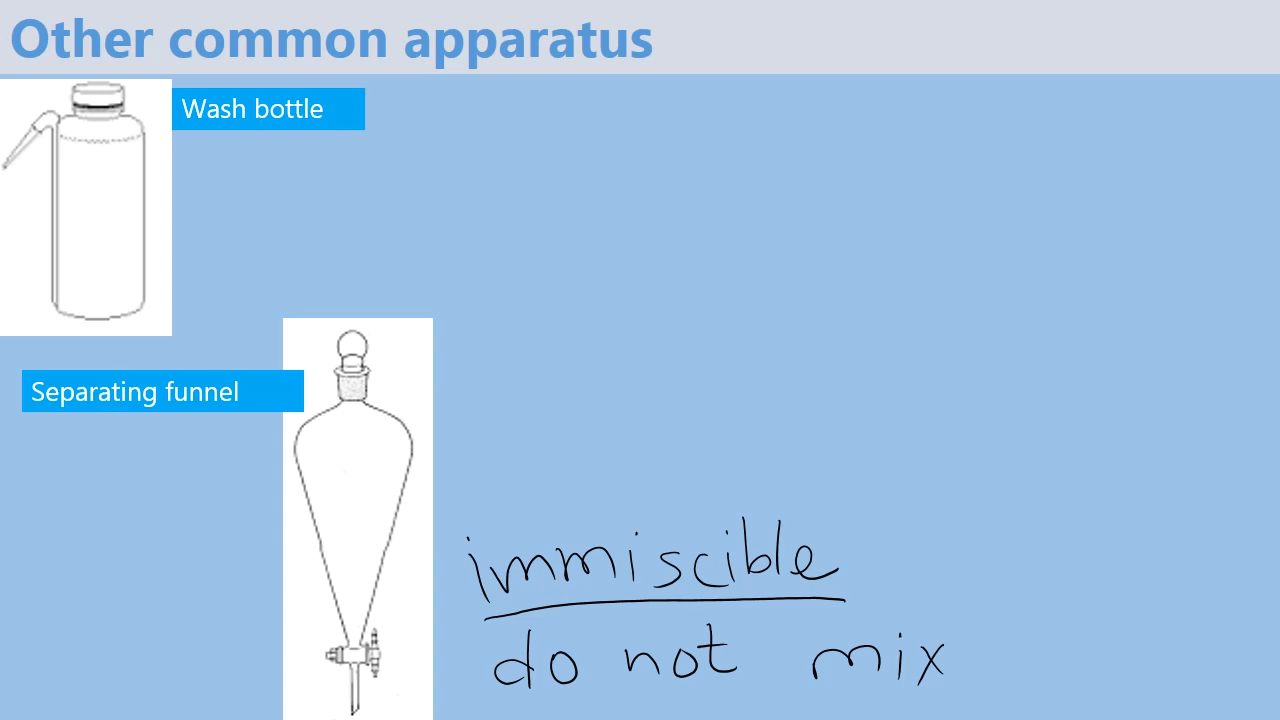 Other common apparatus
Wash bottle
Separating funnel
immiscible
do not mix